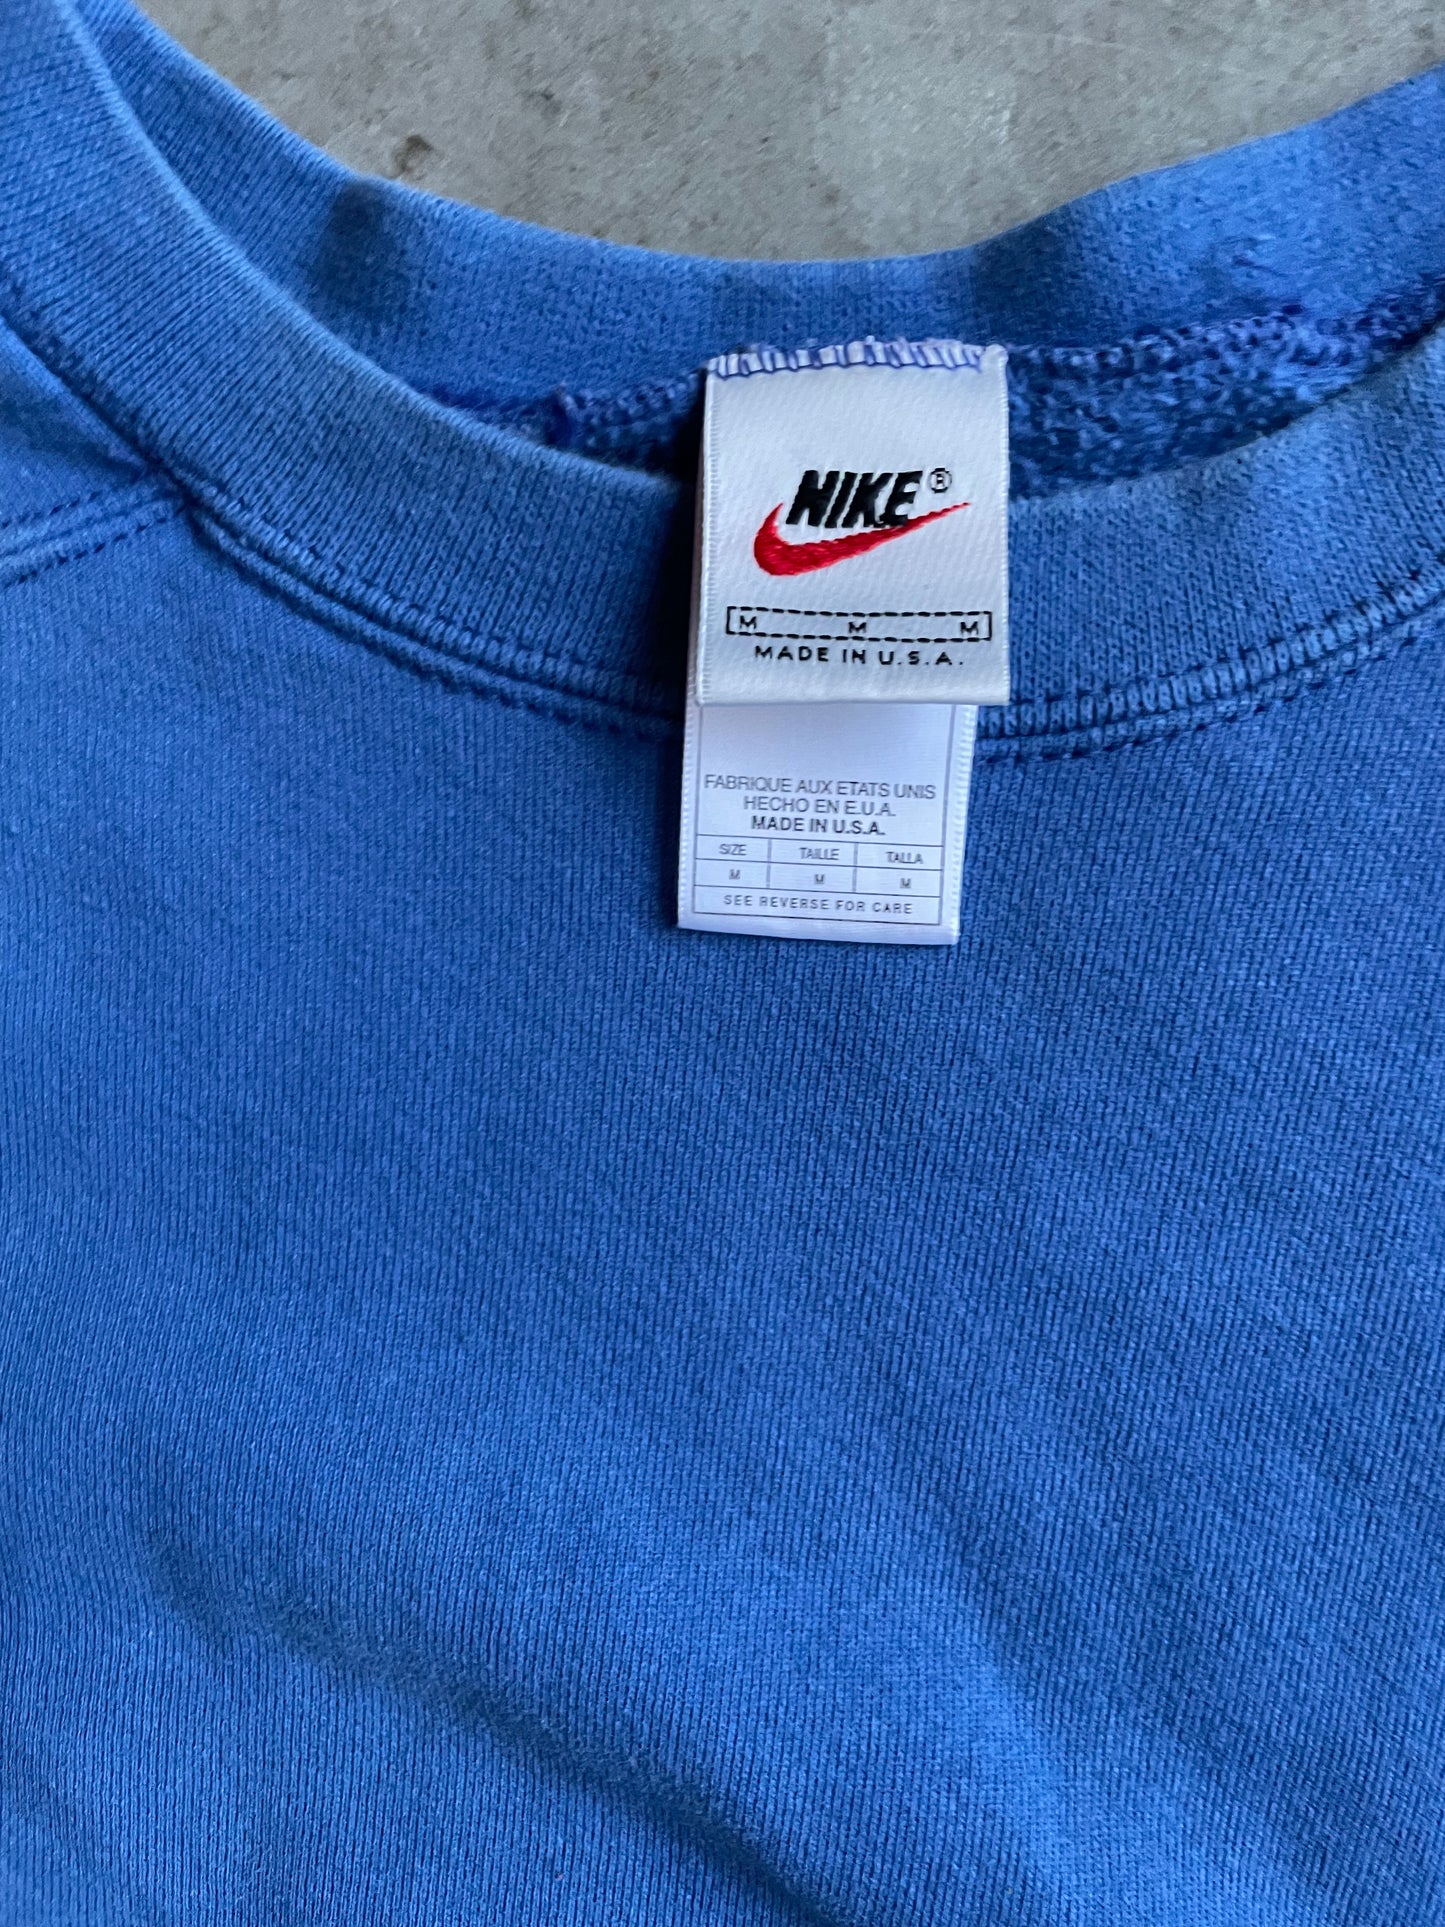 NIKE®
M M M
MADE IN U.S.A.
FABRIQUE AUX ETATS UNIS
HECHO EN E.U.A.
MADE IN U.S.A.
SIZE TAILLE TALLA
M M M
SEE REVERSE FOR CARE